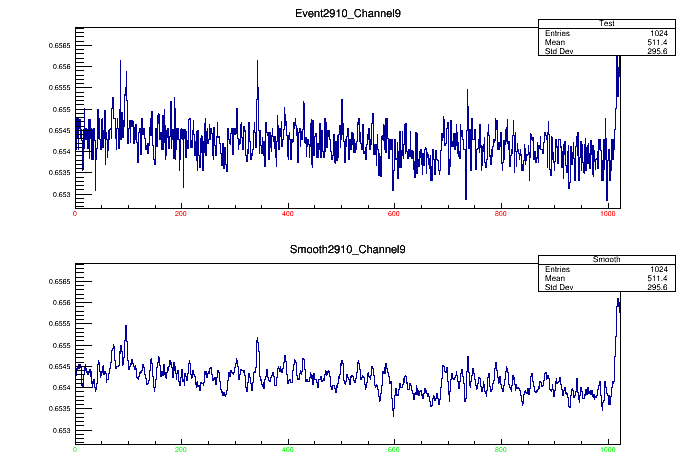 Event2910_Channel9
Test
Entries 1024
Mean 511.4
Std Dev 295.6
0.6565
0.656
0.6555
0.655
0.6545
0.654
0.6535
0.653
0 200 400 600 800 1000
Smooth2910_Channel9
Smooth
Entries 1024
Mean 511.4
Std Dev 295.6
0.6565
0.656
0.6555
0.655
0.6545
0.654
0.6535
0.653
0 200 400 600 800 1000